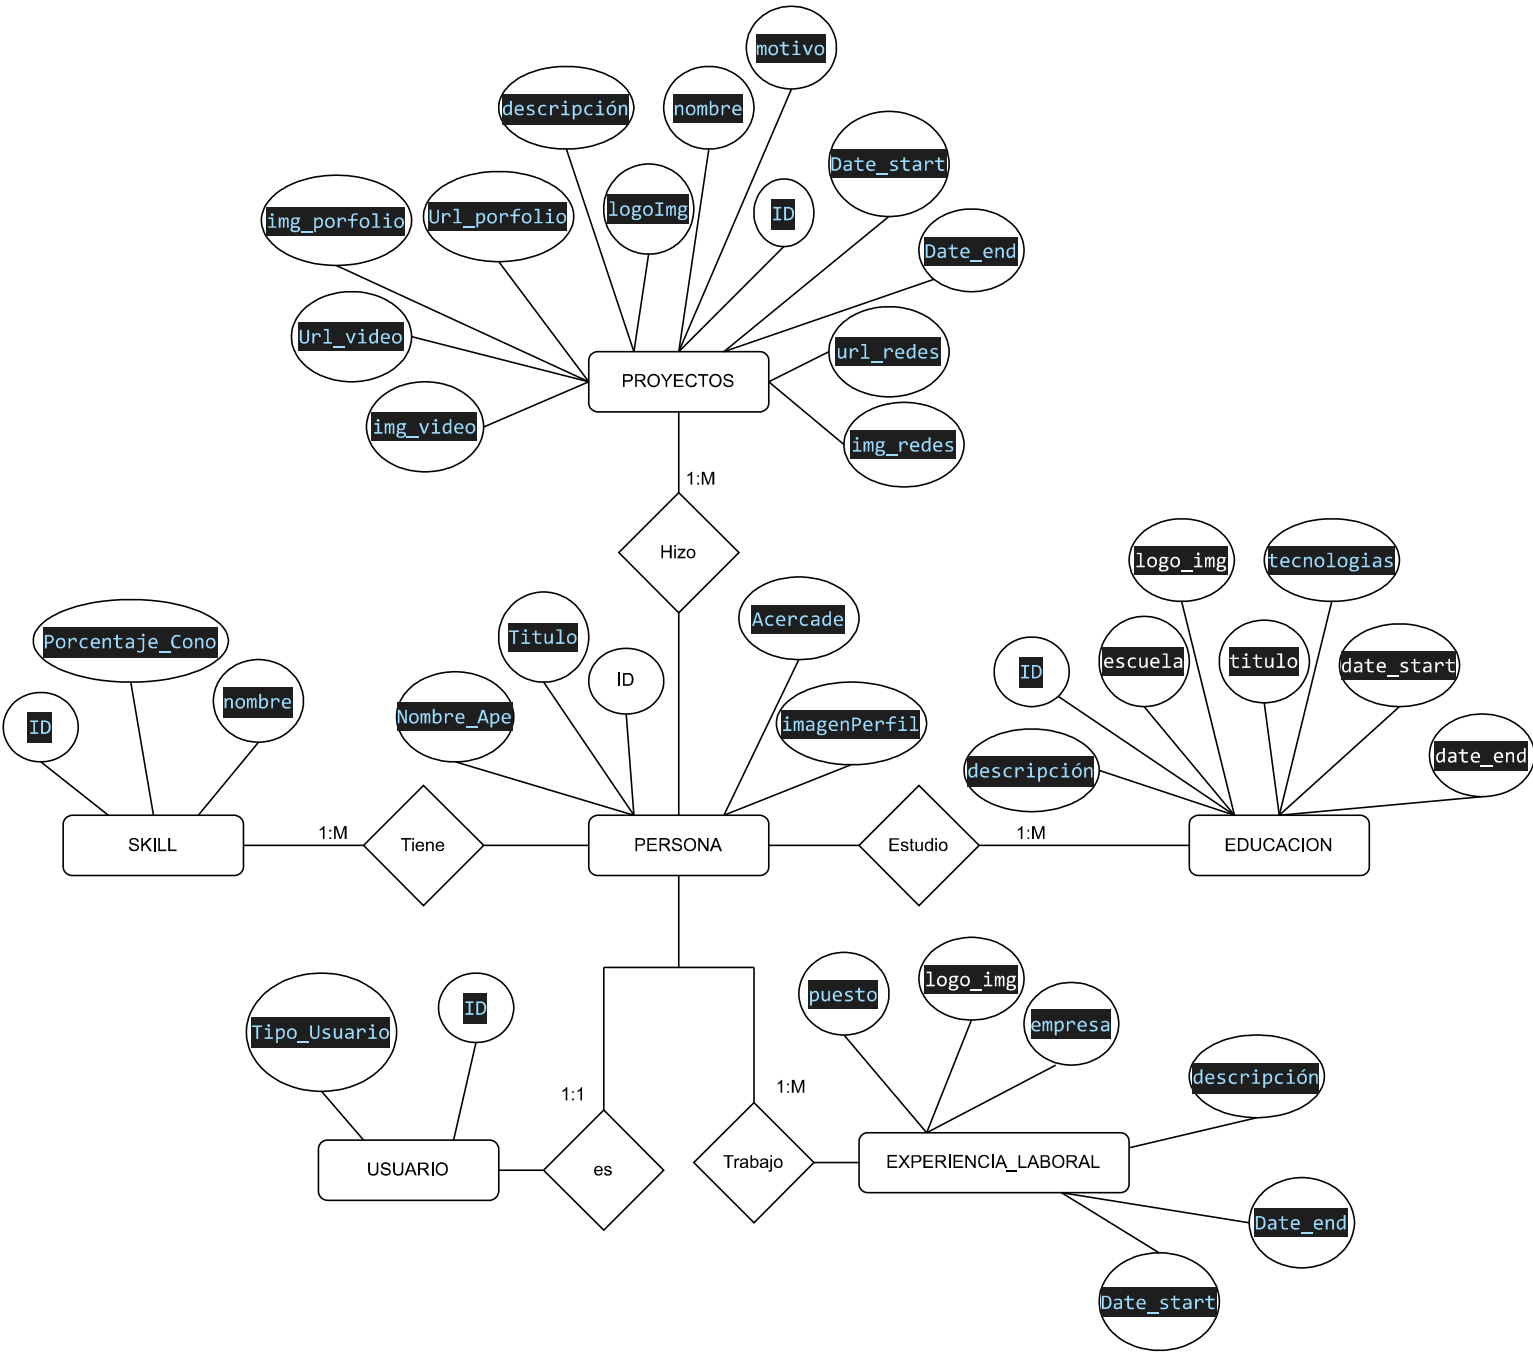 motivo
descripción
nombre
Date_start
img_porfolio
Url_porfolio
logoImg
ID
Date_end
Url_video
url_redes
PROYECTOS
img_video
img_redes
1:M
Hizo
logo_img
tecnologias
Porcentaje_Cono
Titulo
Acercade
ID
escuela
titulo
date_start
ID
nombre
ID
Nombre_Ape
imagenPerfil
descripción
date_end
SKILL
1:M
Tiene
PERSONA
Estudio
1:M
EDUCACION
Tipo_Usuario
ID
puesto
logo_img
empresa
descripción
1:1
1:M
USUARIO
es
Trabajo
EXPERIENCIA_LABORAL
Date_end
Date_start